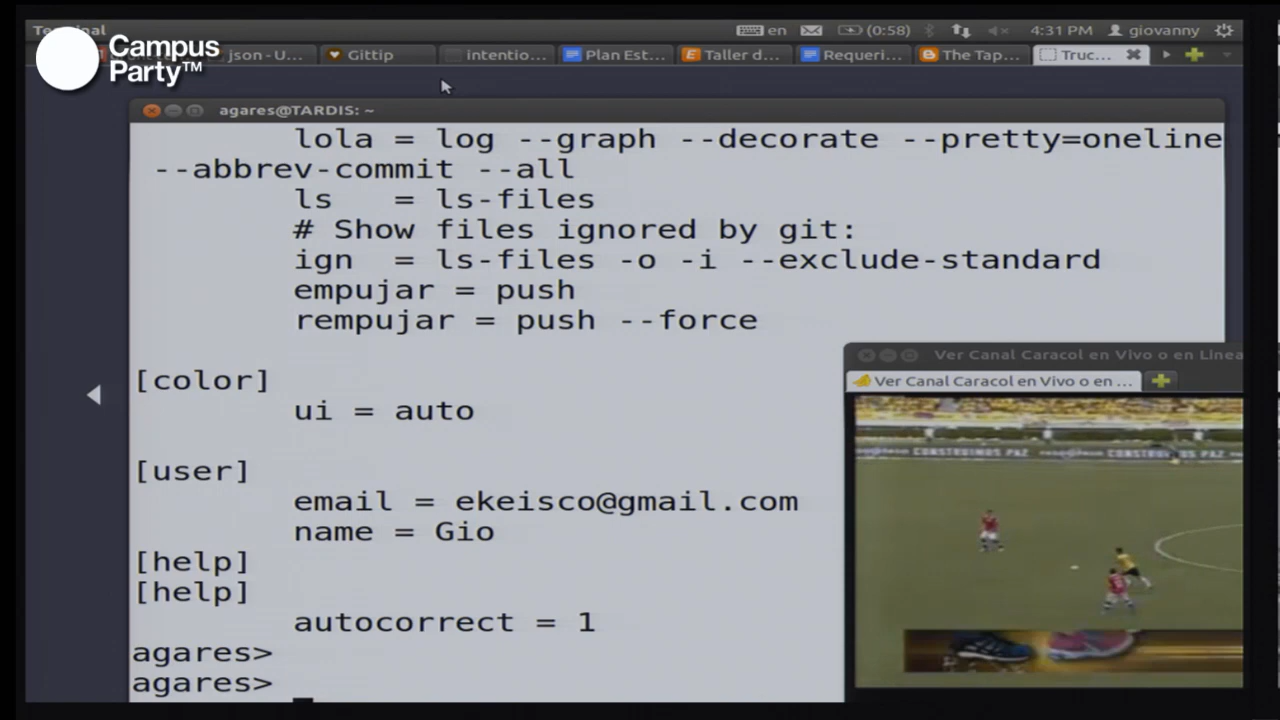 Campus
Party™
Terminal
en
(0:58)
4:31 PM
giovanny
json - U...
Gittip
intentio...
Plan Est...
Taller d...
Requeri...
The Tap...
Truc...
agares@TARDIS: ~
lola = log --graph --decorate --pretty=oneline
--abbrev-commit --all
ls = ls-files
# Show files ignored by git:
ign = ls-files -o -i --exclude-standard
empujar = push
rempujar = push --force
[color]
ui = auto
[user]
email = ekeisco@gmail.com
name = Gio
[help]
[help]
autocorrect = 1
agares>
agares>
Ver Canal Caracol en Vivo o en Linea
Ver Canal Caracol en Vivo o en ...
CONSTRUIMOS PAZ